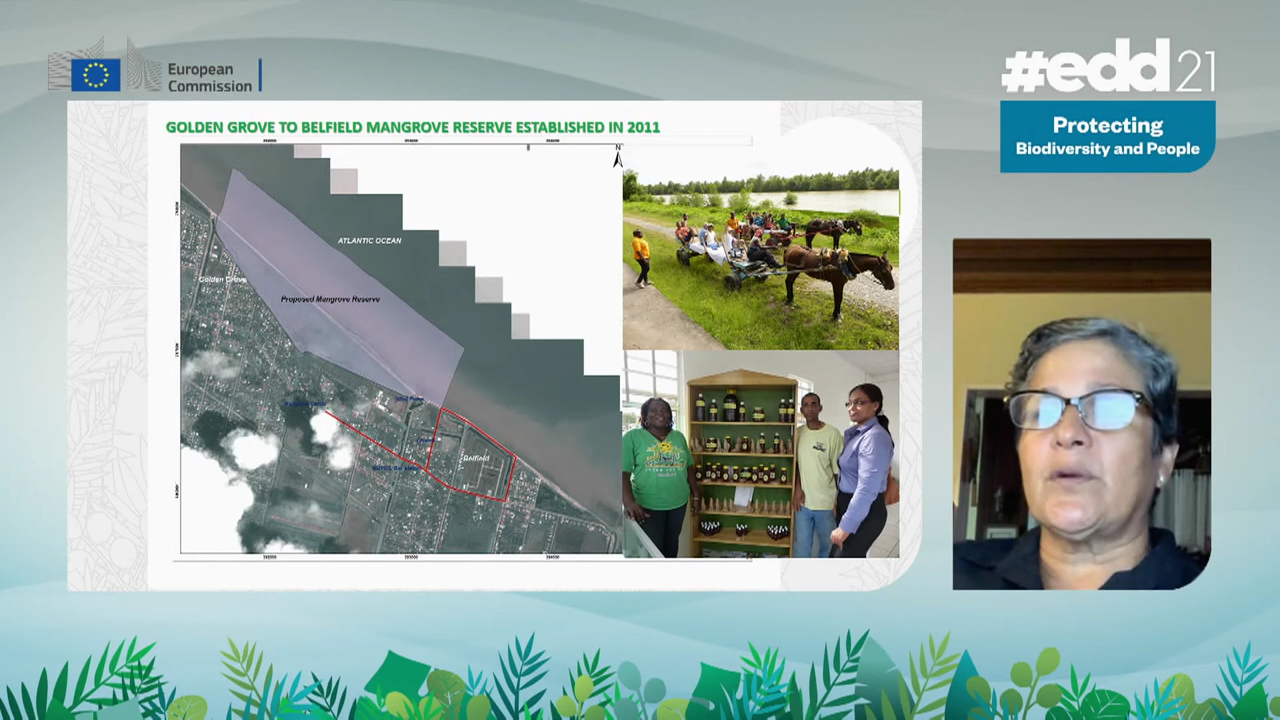 European
Commission
#edd21
Protecting
Biodiversity and People
GOLDEN GROVE TO BELFIELD MANGROVE RESERVE ESTABLISHED IN 2011
N
ATLANTIC OCEAN
Golden Grove
Proposed Mangrove Reserve
Belfield